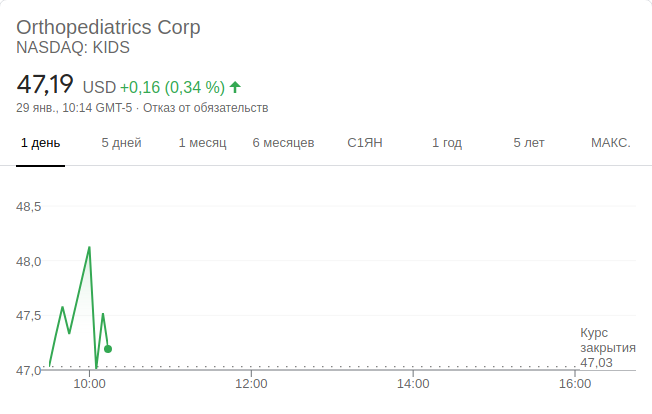 Orthopediatrics Corp
NASDAQ: KIDS
47,19 USD +0,16 (0,34 %)
29 янв., 10:14 GMT-5 · Отказ от обязательств
1 день 5 дней 1 месяц 6 месяцев С1ЯН 1 год 5 лет МАКС.
48,5
48,0
47,5
Курс
закрытия
47,03
47,0
10:00 12:00 14:00 16:00